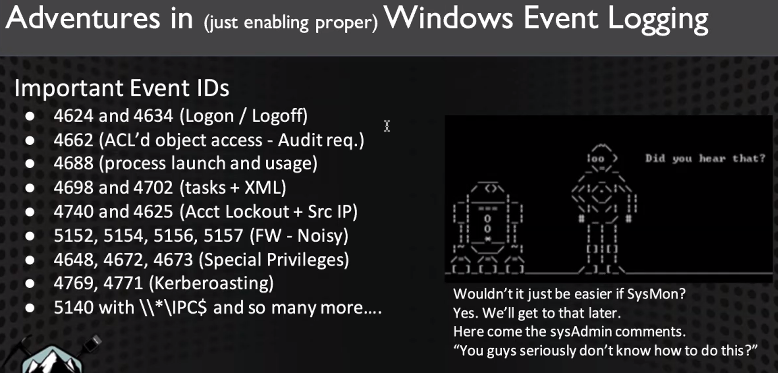 Adventures in (just enabling proper) Windows Event Logging
Important Event IDs
● 4624 and 4634 (Logon / Logoff)
● 4662 (ACL'd object access - Audit req.)
● 4688 (process launch and usage)
● 4698 and 4702 (tasks + XML)
● 4740 and 4625 (Acct Lockout + Src IP)
● 5152, 5154, 5156, 5157 (FW - Noisy)
● 4648, 4672, 4673 (Special Privileges)
● 4769, 4771 (Kerberoasting)
● 5140 with \\*\IPC$ and so many more....
Did you hear that?
Wouldn't it just be easier if SysMon?
Yes. We'll get to that later.
Here come the sysAdmin comments.
"You guys seriously don't know how to do this?"